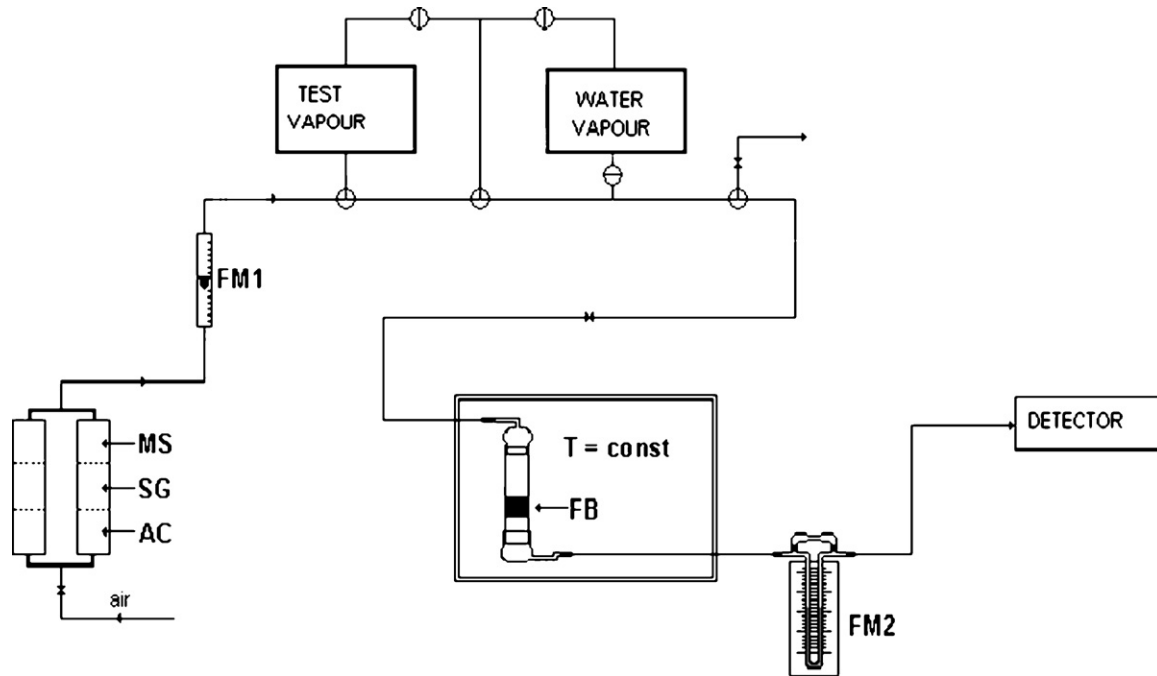 TEST
VAPOUR
WATER
VAPOUR
FM1
MS
SG
AC
air
T = const
FB
DETECTOR
FM2